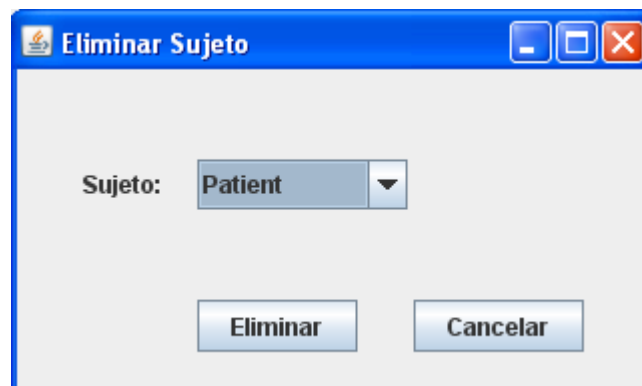 Eliminar Sujeto
Sujeto: Patient
Eliminar Cancelar